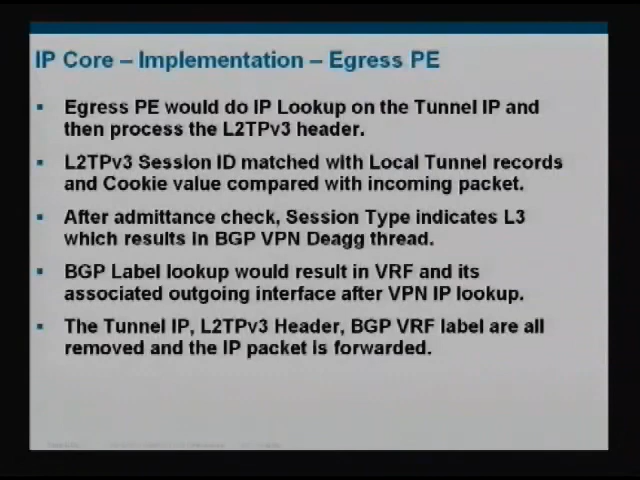 IP Core – Implementation – Egress PE
Egress PE would do IP Lookup on the Tunnel IP and
then process the L2TPv3 header.
L2TPv3 Session ID matched with Local Tunnel records
and Cookie value compared with incoming packet.
After admittance check, Session Type indicates L3
which results in BGP VPN Deagg thread.
BGP Label lookup would result in VRF and its
associated outgoing interface after VPN IP lookup.
The Tunnel IP, L2TPv3 Header, BGP VRF label are all
removed and the IP packet is forwarded.